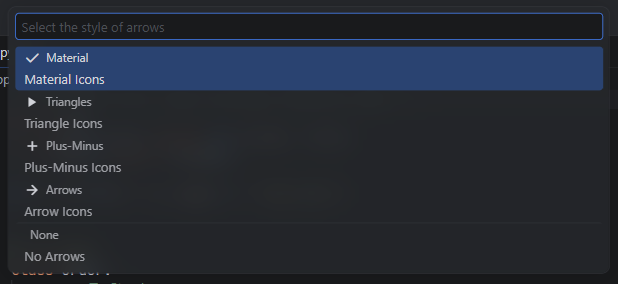 Select the style of arrows
Material
Material Icons
Triangles
Triangle Icons
Plus-Minus
Plus-Minus Icons
Arrows
Arrow Icons
None
No Arrows